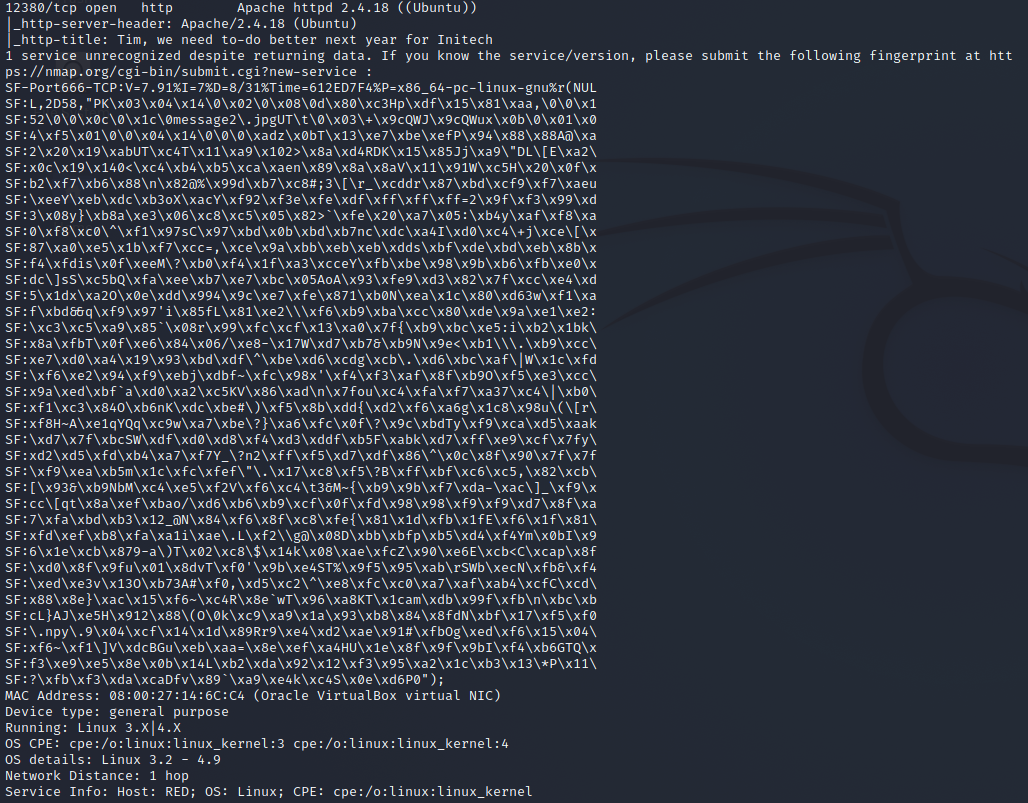 12380/tcp open   http        Apache httpd 2.4.18 ((Ubuntu))
|_http-server-header: Apache/2.4.18 (Ubuntu)
|_http-title: Tim, we need to-do better next year for Initech
1 service unrecognized despite returning data. If you know the service/version, please submit the following fingerprint at htt
ps://nmap.org/cgi-bin/submit.cgi?new-service :
SF-Port666-TCP:V=7.91%I=7%D=8/31%Time=612ED7F4%P=x86_64-pc-linux-gnu%r(NUL
SF:L,2D58,"PK\x03\x04\x14\0\x02\0\x08\0d\x80\xc3Hp\xdf\x15\x81\xaa,\0\0\x1
SF:52\0\0\x0c\0\x1c\0message2\.jpgUT\t\0\x03\+\x9cQWJ\x9cQWux\x0b\0\x01\x0
SF:4\xf5\x01\0\0\x04\x14\0\0\0\xadz\x0bT\x13\xe7\xbe\xefP\x94\x88\x88A@\xa
SF:2\x20\x19\xabUT\xc4T\x11\xa9\x102>\x8a\xd4RDK\x15\x85Jj\xa9\"DL\[E\xa2\
SF:x0c\x19\x140<\xc4\xb4\xb5\xca\xaen\x89\x8a\x8aV\x11\x91W\xc5H\x20\x0f\x
SF:b2\xf7\xb6\x88\n\x82@%\x99d\xb7\xc8#;3\[\r_\xcddr\x87\xbd\xcf9\xf7\xaeu
SF:\xeeY\xeb\xdc\xb3oX\xacY\xf92\xf3e\xfe\xdf\xff\xff\xff=2\x9f\xf3\x99\xd
SF:3\x08y}\xb8a\xe3\x06\xc8\xc5\x05\x82>`\xfe\x20\xa7\x05:\xb4y\xaf\xf8\xa
SF:0\xf8\xc0\^\xf1\x97sC\x97\xbd\x0b\xbd\xb7nc\xdc\xa4I\xd0\xc4\+j\xce\[\x
SF:87\xa0\xe5\x1b\xf7\xcc=,\xce\x9a\xbb\xeb\xeb\xdds\xbf\xde\xbd\xeb\x8b\x
SF:f4\xfdis\x0f\xeeM\?\xb0\xf4\x1f\xa3\xcceY\xfb\xbe\x98\x9b\xb6\xfb\xe0\x
SF:dc\]sS\xc5bQ\xfa\xee\xb7\xe7\xbc\x05AoA\x93\xfe9\xd3\x82\x7f\xcc\xe4\xd
SF:5\x1dx\xa2O\x0e\xdd\x994\x9c\xe7\xfe\x871\xb0N\xea\x1c\x80\xd63w\xf1\xa
SF:f\xbd&&q\xf9\x97'i\x85fL\x81\xe2\\\xf6\xb9\xba\xcc\x80\xde\x9a\xe1\xe2:
SF:\xc3\xc5\xa9\x85`\x08r\x99\xfc\xcf\x13\xa0\x7f{\xb9\xbc\xe5:i\xb2\x1bk\
SF:x8a\xfbT\x0f\xe6\x84\x06/\xe8-\x17W\xd7\xb7&\xb9N\x9e<\xb1\\\.\xb9\xcc\
SF:xe7\xd0\xa4\x19\x93\xbd\xdf\^\xbe\xd6\xcdg\xcb\.\xd6\xbc\xaf\|W\x1c\xfd
SF:\xf6\xe2\x94\xf9\xebj\xdbf~\xfc\x98x'\xf4\xf3\xaf\x8f\xb9O\xf5\xe3\xcc\
SF:x9a\xed\xbf`a\xd0\xa2\xc5KV\x86\xad\n\x7fou\xc4\xfa\xf7\xa37\xc4\|\xb0\
SF:xf1\xc3\x84O\xb6nK\xdc\xbe#\)\xf5\x8b\xdd{\xd2\xf6\xa6g\x1c8\x98u\(\[r\
SF:xf8H~A\xe1qYQq\xc9w\xa7\xbe\?}\xa6\xfc\x0f\?\x9c\xbdTy\xf9\xca\xd5\xaak
SF:\xd7\x7f\xbcSW\xdf\xd0\xd8\xf4\xd3\xddf\xb5F\xabk\xd7\xff\xe9\xcf\x7fy\
SF:xd2\xd5\xfd\xb4\xa7\x7Y_\?n2\xff\xf5\xd7\xdf\x86\^\x0c\x8f\x90\x7f\x7f
SF:\xf9\xea\xb5m\x1c\xfc\xfef\"\.\x17\xc8\xf5\?B\xff\xbf\xc6\xc5,\x82\xcb\
SF:[\x93&\xb9NbM\xc4\xe5\xf2V\xf6\xc4\t3&M~{\xb9\x9b\xf7\xda-\xac\]_\xf9\x
SF:cc\[qt\x8a\xef\xbao/\xd6\xb6\xb9\xcf\x0f\xfd\x98\x98\xf9\xf9\xd7\x8f\xa
SF:7\xfa\xbd\xb3\x12_@N\x84\xf6\x8f\xc8\xfe{\x81\x1d\xfb\x1fE\xf6\x1f\x81\
SF:xfd\xef\xb8\xfa\xa1i\xae\.L\xf2\\g@\x08D\xbb\xbfp\xb5\xd4\xf4Ym\x0bI\x9
SF:6\x1e\xcb\x879-a\)T\x02\xc8\$\x14k\x08\xae\xfcZ\x90\xe6E\xcb<C\xcap\x8f
SF:\xd0\x8f\x9fu\x01\x8dvT\xf0'\x9b\xe4ST%\x9f5\x95\xab\rSWb\xecN\xfb&\xf4
SF:\xed\xe3v\x13O\xb73A#\xf0,\xd5\xc2\^\xe8\xfc\xc0\xa7\xaf\xab4\xcfC\xcd\
SF:x88\x8e}\xac\x15\xf6~\xc4R\x8e`wT\x96\xa8KT\x1cam\xdb\x99f\xfb\n\xbc\xb
SF:cL}AJ\xe5H\x912\x88\(O\0k\xc9\xa9\x1a\x93\xb8\x84\x8fdN\xbf\x17\xf5\xf0
SF:\.npy\.9\x04\xcf\x14\x1d\x89Rr9\xe4\xd2\xae\x91#\xfbOg\xed\xf6\x15\x04\
SF:xf6~\xf1\]V\xdcBGu\xeb\xaa=\x8e\xef\xa4HU\x1e\x8f\x9f\x9bI\xf4\xb6GTQ\x
SF:f3\xe9\xe5\x8e\x0b\x14L\xb2\xda\x92\x12\xf3\x95\xa2\x1c\xb3\x13\*P\x11\
SF:?\xfb\xf3\xda\xcaDfv\x89`\xa9\xe4k\xc4S\x0e\xd6P0");
MAC Address: 08:00:27:14:6C:C4 (Oracle VirtualBox virtual NIC)
Device type: general purpose
Running: Linux 3.X|4.X
OS CPE: cpe:/o:linux:linux_kernel:3 cpe:/o:linux:linux_kernel:4
OS details: Linux 3.2 - 4.9
Network Distance: 1 hop
Service Info: Host: RED; OS: Linux; CPE: cpe:/o:linux:linux_kernel